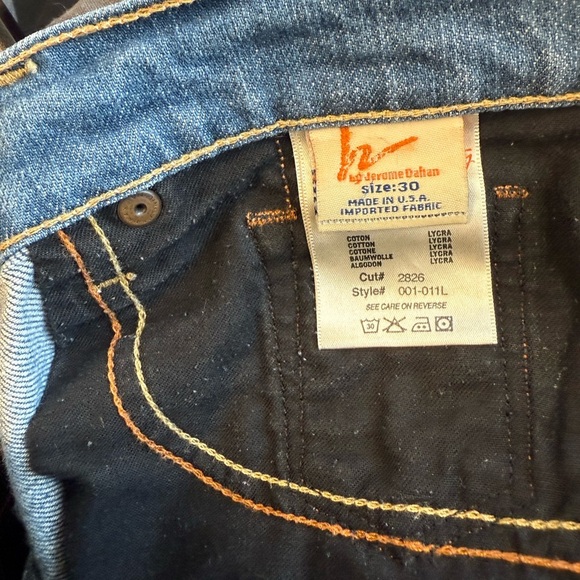 by Jerome Dahan
size:30
MADE IN U.S.A.
IMPORTED FABRIC
COTON LYCRA
COTTON LYCRA
COTONE LYCRA
BAUMWOLLE LYCRA
ALGODON LYCRA
Cut# 2826
Style# 001-011L
SEE CARE ON REVERSE
30